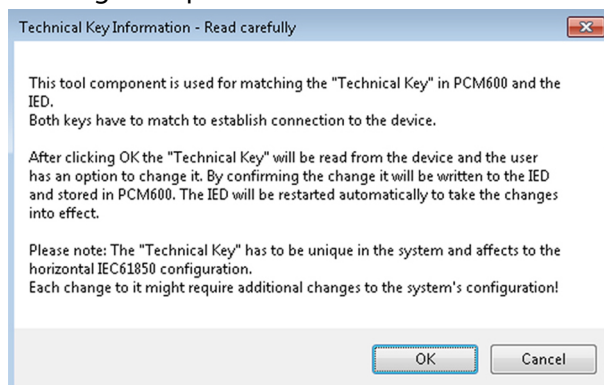 Technical Key Information - Read carefully
This tool component is used for matching the "Technical Key" in PCM600 and the
IED.
Both keys have to match to establish connection to the device.
After clicking OK the "Technical Key" will be read from the device and the user
has an option to change it. By confirming the change it will be written to the IED
and stored in PCM600. The IED will be restarted automatically to take the changes
into effect.
Please note: The "Technical Key" has to be unique in the system and affects to the
horizontal IEC61850 configuration.
Each change to it might require additional changes to the system's configuration!
OK Cancel